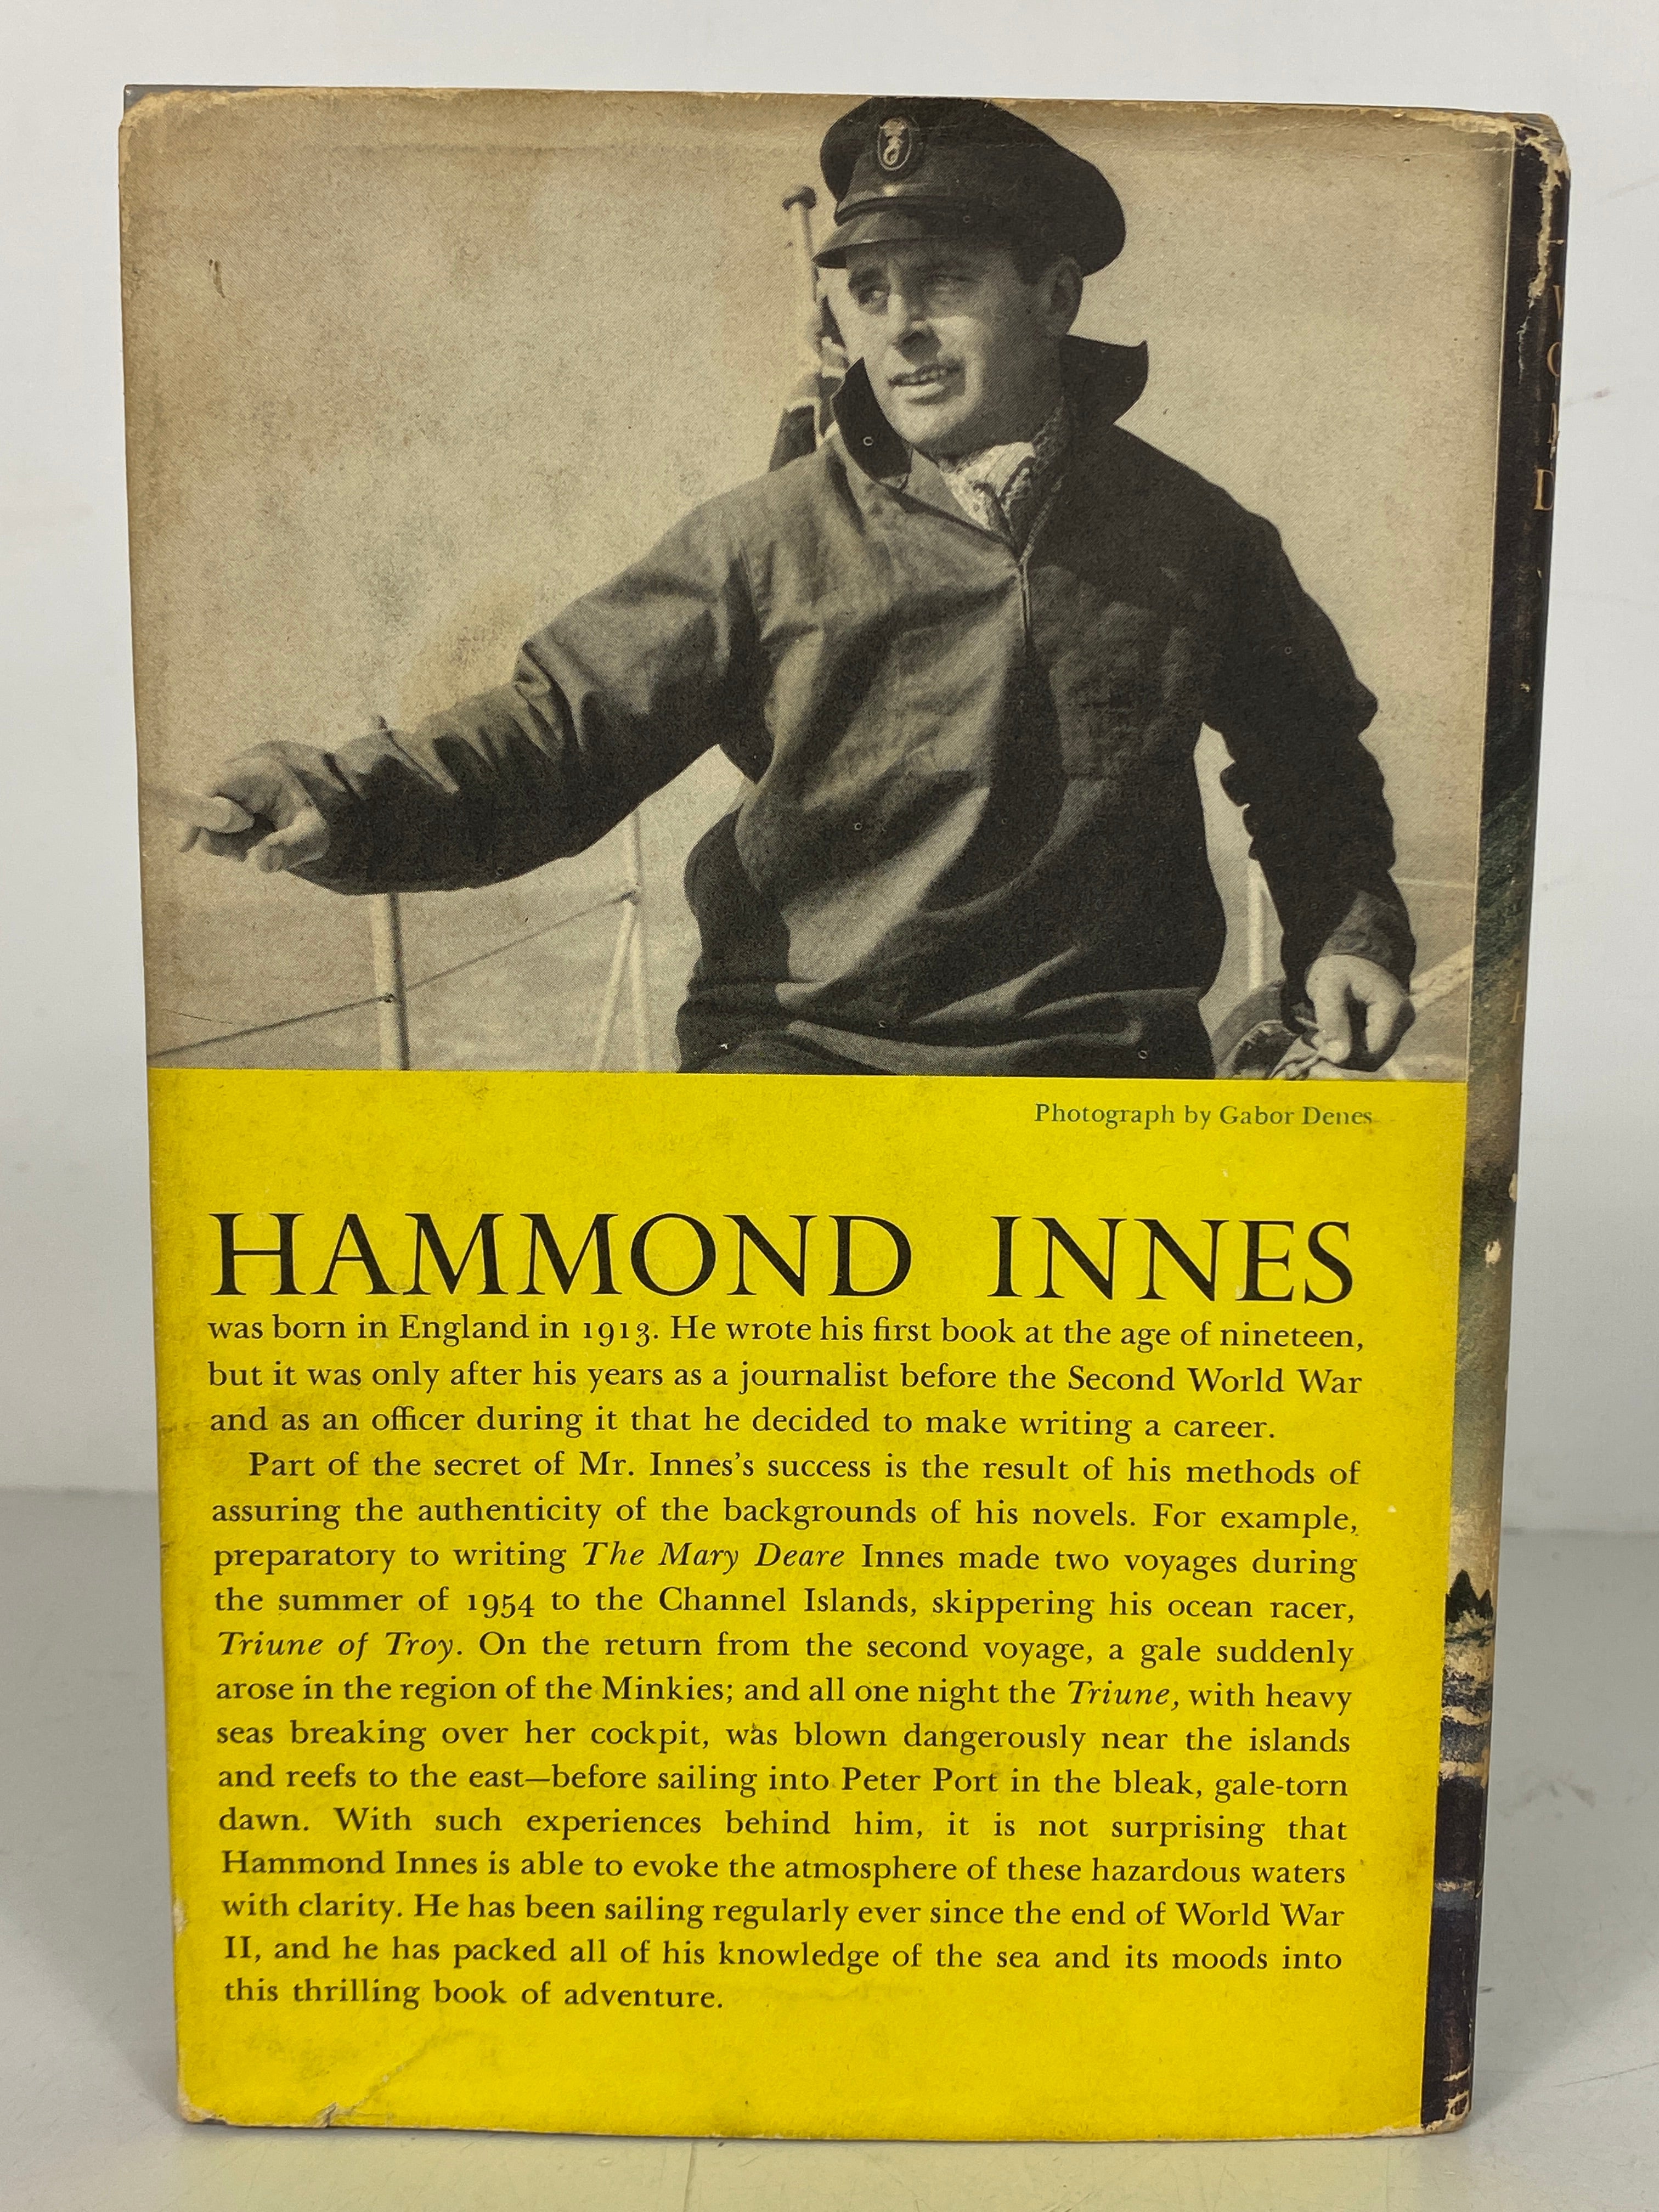 Photograph by Gabor Denes
HAMMOND INNES
was born in England in 1913. He wrote his first book at the age of nineteen,
but it was only after his years as a journalist before the Second World War
and as an officer during it that he decided to make writing a career.
Part of the secret of Mr. Innes's success is the result of his methods of
assuring the authenticity of the backgrounds of his novels. For example,
preparatory to writing The Mary Deare Innes made two voyages during
the summer of 1954 to the Channel Islands, skippering his ocean racer,
Triune of Troy. On the return from the second voyage, a gale suddenly
arose in the region of the Minkies; and all one night the Triune, with heavy
seas breaking over her cockpit, was blown dangerously near the islands
and reefs to the east—before sailing into Peter Port in the bleak, gale-torn
dawn. With such experiences behind him, it is not surprising that
Hammond Innes is able to evoke the atmosphere of these hazardous waters
with clarity. He has been sailing regularly ever since the end of World War
II, and he has packed all of his knowledge of the sea and its moods into
this thrilling book of adventure.